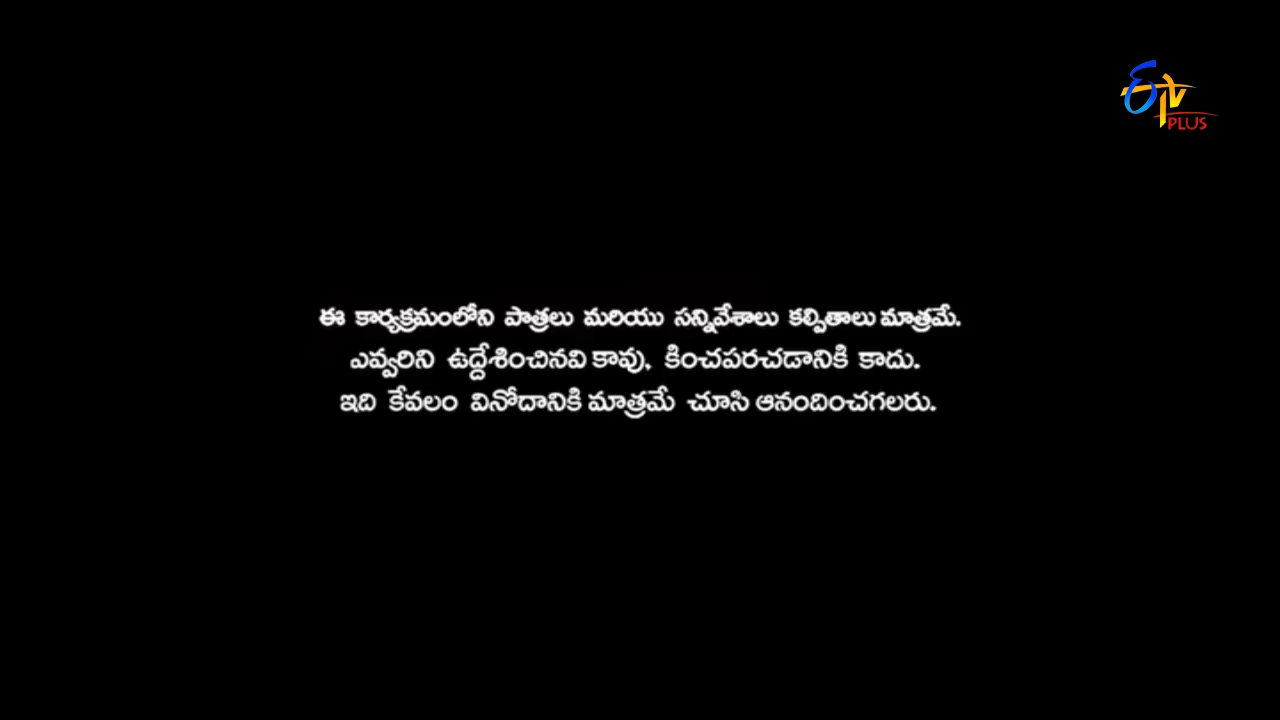 ETV
PLUS
ఈ కార్యక్రమంలోని పాత్రలు మరియు సన్నివేశాలు కల్పితాలు మాత్రమే.
ఎవ్వరిని ఉద్దేశించినవి కావు, కించపరచడానికి కాదు.
ఇది కేవలం వినోదానికి మాత్రమే చూసి ఆనందించగలరు.